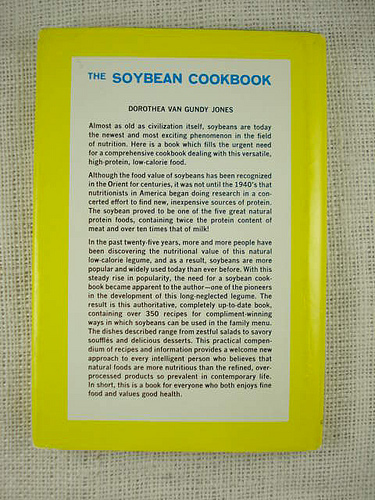 THE SOYBEAN COOKBOOK
DOROTHEA VAN GUNDY JONES
Almost as old as civilization itself, soybeans are today
the newest and most exciting phenomenon in the field
of nutrition. Here is a book which fills the urgent need
for a comprehensive cookbook dealing with this versatile,
high-protein, low-calorie food.
Although the food value of soybeans has been recognized
in the Orient for centuries, it was not until the 1940's that
nutritionists in America began doing research in a con-
certed effort to find new, inexpensive sources of protein.
The soybean proved to be one of the five great natural
protein foods, containing twice the protein content of
meat and over ten times that of milk!
In the past twenty-five years, more and more people have
been discovering the nutritional value of this natural
low-calorie legume, and as a result, soybeans are more
popular and widely used today than ever before. With this
steady rise in popularity, the need for a soybean cook-
book became apparent to the author—one of the pioneers
in the development of this long-neglected legume. The
result is this authoritative, completely up-to-date book,
containing over 350 recipes for compliment-winning
ways in which soybeans can be used in the family menu.
The dishes described range from zestful salads to savory
soufflés and delicious desserts. This practical compen-
dium of recipes and information provides a welcome new
approach to every intelligent person who believes that
natural foods are more nutritious than the refined, over-
processed products so prevalent in contemporary life.
In short, this is a book for everyone who both enjoys fine
food and values good health.